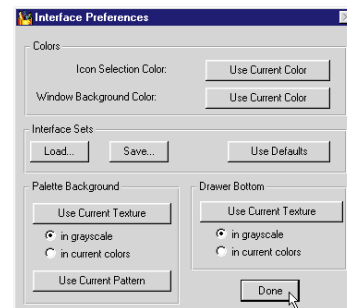 Interface Preferences
Colors
Icon Selection Color: Use Current Color
Window Background Color: Use Current Color
Interface Sets
Load... Save... Use Defaults
Palette Background
Use Current Texture
in grayscale
in current colors
Use Current Pattern
Drawer Bottom
Use Current Texture
in grayscale
in current colors
Done